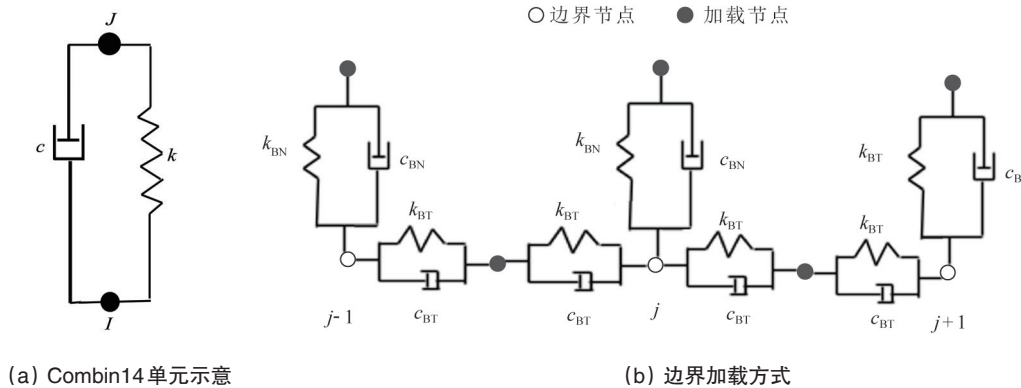 ○ 边界节点 ● 加载节点
J
c
k
I
k_BN
c_BN
k_BN
c_BN
k_BT
c_B
k_BT
k_BT
k_BT
k_BT
c_BT
c_BT
c_BT
c_BT
j-1
j
j+1
(a) Combin14单元示意
(b) 边界加载方式